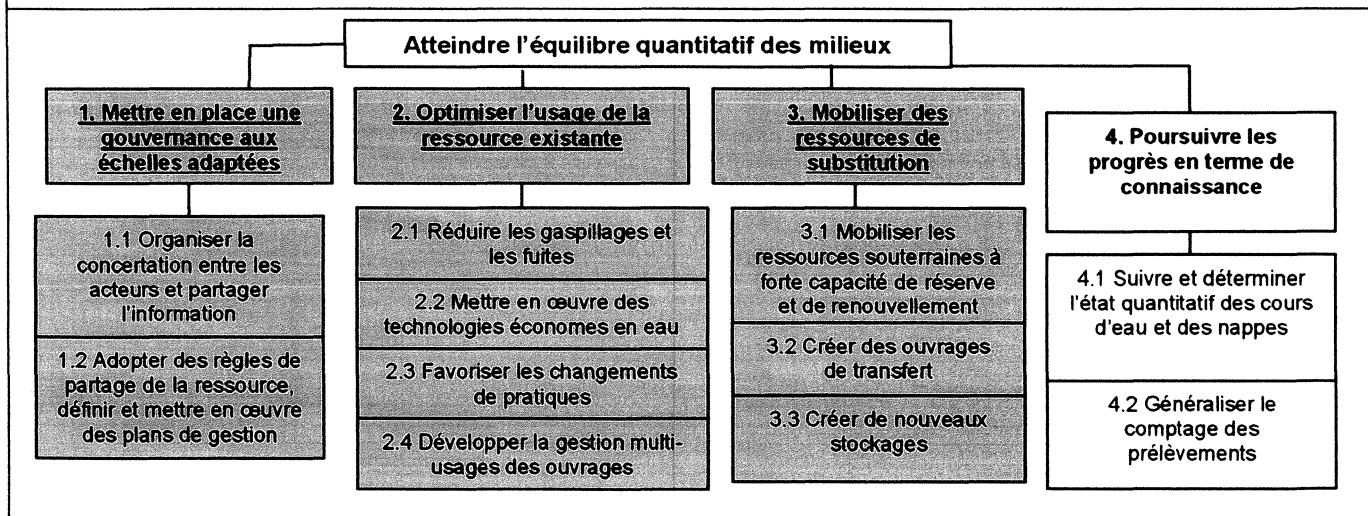 Atteindre l'équilibre quantitatif des milieux
1. Mettre en place une
gouvernance aux
échelles adaptées
1.1 Organiser la
concertation entre les
acteurs et partager
l'information
1.2 Adopter des règles de
partage de la ressource,
définir et mettre en œuvre
des plans de gestion
2. Optimiser l'usage de la
ressource existante
2.1 Réduire les gaspillages et
les fuites
2.2 Mettre en œuvre des
technologies économes en eau
2.3 Favoriser les changements
de pratiques
2.4 Développer la gestion multi-
usages des ouvrages
3. Mobiliser des
ressources de
substitution
3.1 Mobiliser les
ressources souterraines à
forte capacité de réserve
et de renouvellement
3.2 Créer des ouvrages
de transfert
3.3 Créer de nouveaux
stockages
4. Poursuivre les
progrès en terme de
connaissance
4.1 Suivre et déterminer
l'état quantitatif des cours
d'eau et des nappes
4.2 Généraliser le
comptage des
prélèvements